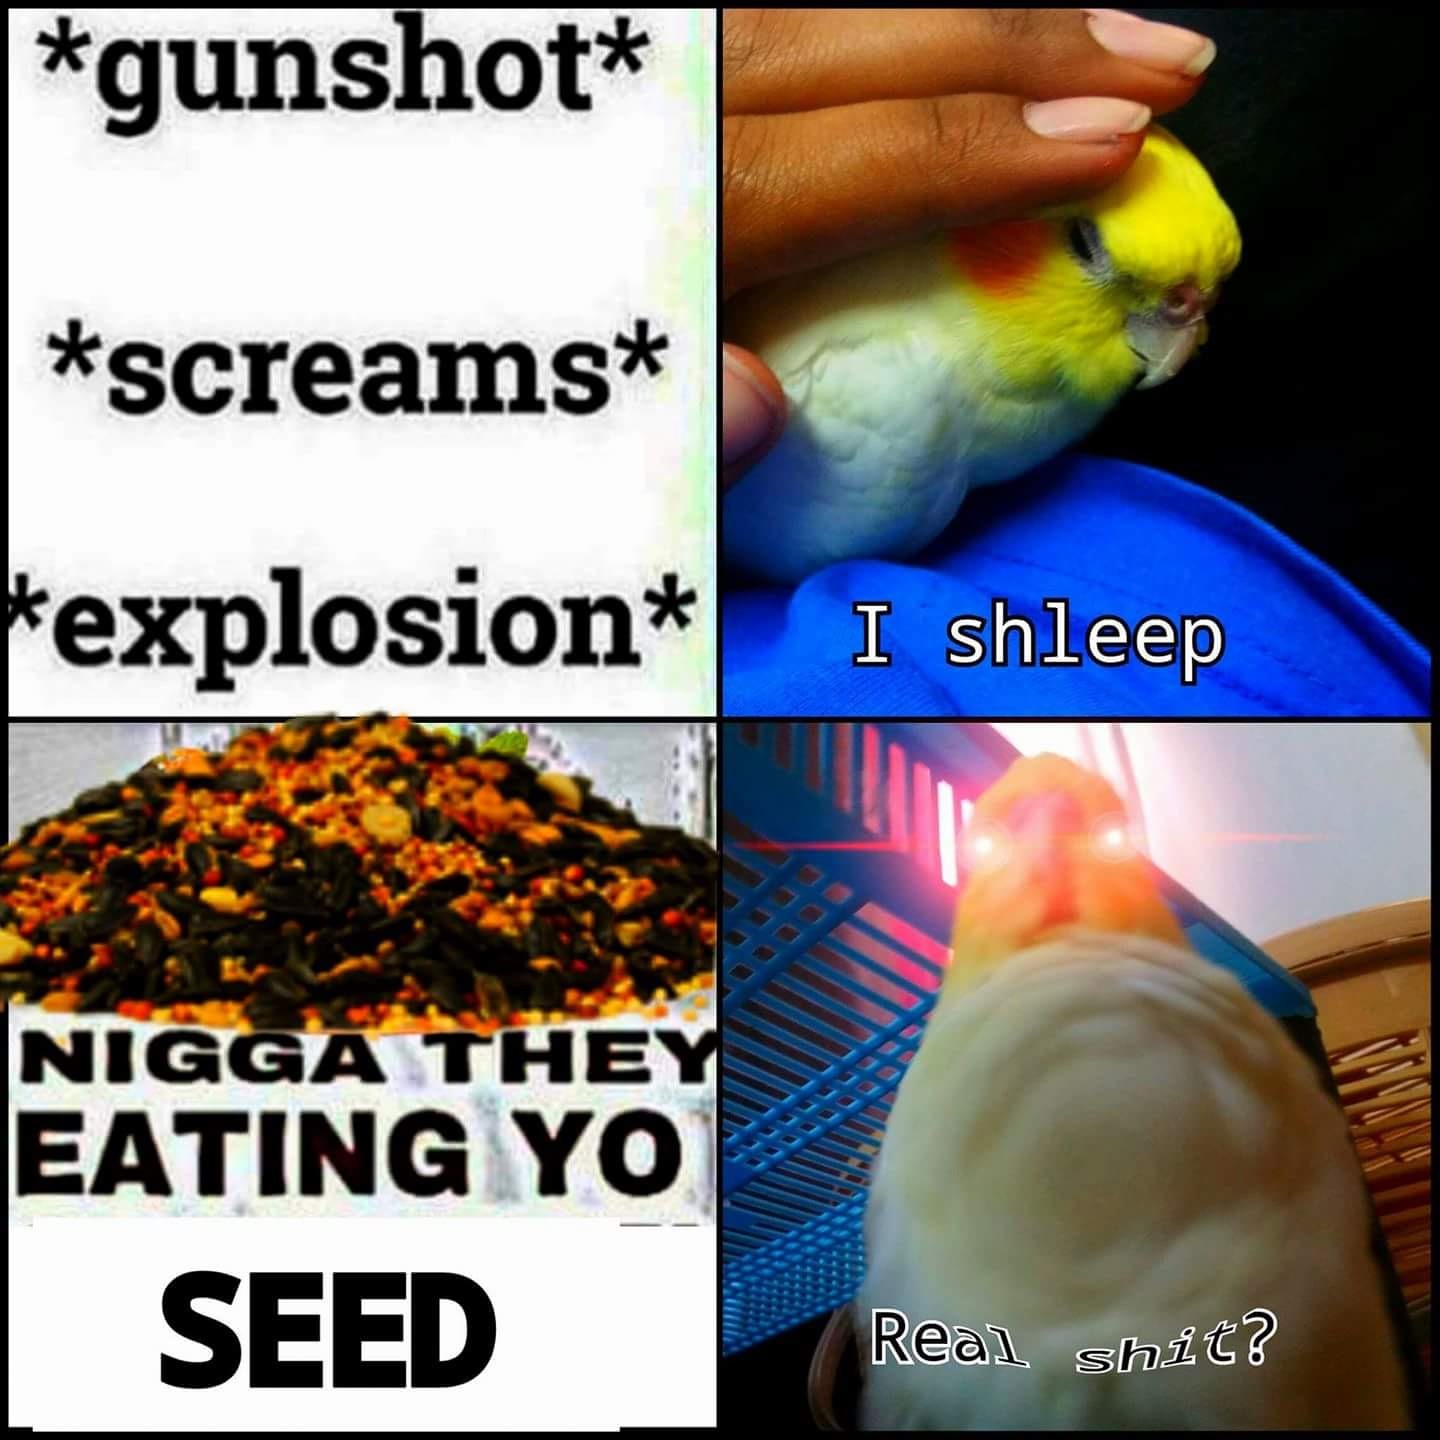 *gunshot*
*screams*
*explosion*
I shleep
NIGGA THEY
EATING YO
SEED
Real shit?